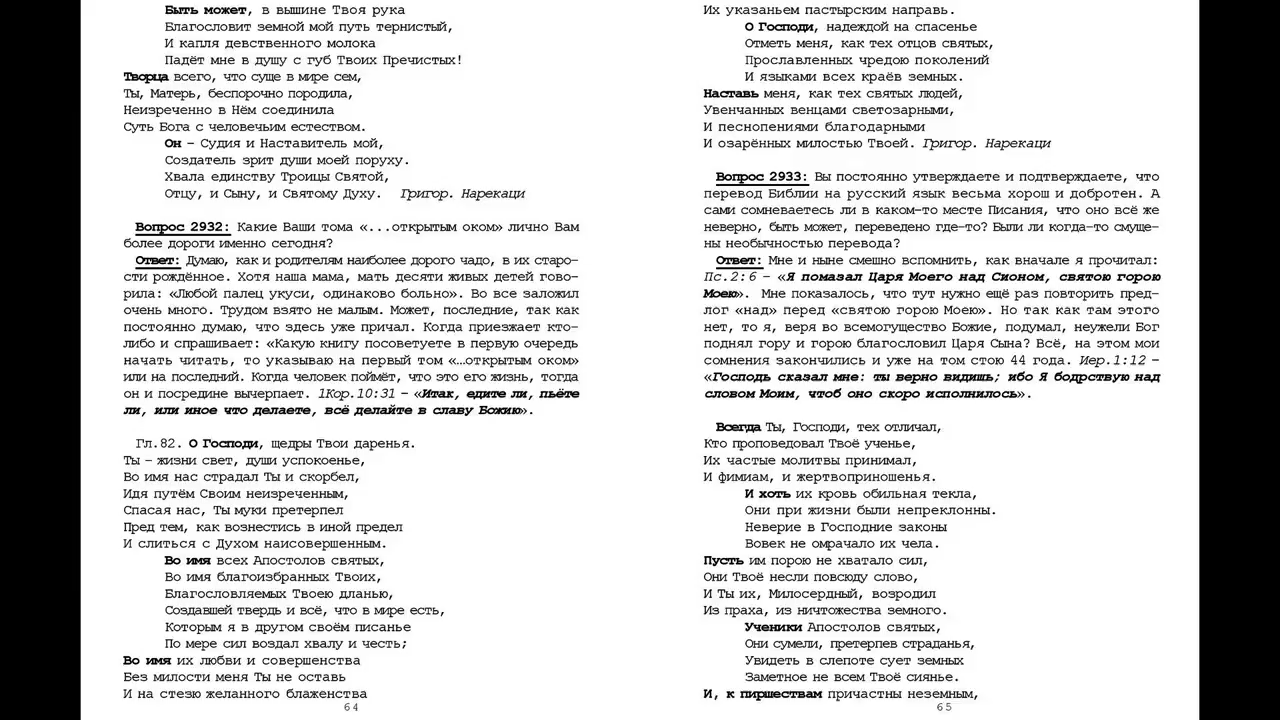 Быть может, в вышине Твоя рука
Благословит земной мой путь тернистый,
И капля девственного молока
Падёт мне в душу с губ Твоих Пречистых!
Творца всего, что суще в мире сем,
Ты, Матерь, беспорочно породила,
Неизреченно в Нём соединила
Суть Бога с человечьим естеством.
Он – Судия и Наставитель мой,
Создатель зрит души моей поруху.
Хвала единству Троицы Святой,
Отцу, и Сыну, и Святому Духу. Григор. Нарекаци
Вопрос 2932: Какие Ваши тома «...открытым оком» лично Вам
более дороги именно сегодня?
Ответ: Думаю, как и родителям наиболее дорого чадо, в их старо-
сти рождённое. Хотя наша мама, мать десяти живых детей гово-
рила: «Любой палец укуси, одинаково больно». Во все заложил
очень много. Трудом взято не малым. Может, последние, так как
постоянно думаю, что здесь уже причал. Когда приезжает кто-
либо и спрашивает: «Какую книгу посоветуете в первую очередь
начать читать, то указываю на первый том «…открытым оком»
или на последний. Когда человек поймёт, что это его жизнь, тогда
он и посредине вычерпает. 1Кор.10:31 – «Итак, едите ли, пьёте
ли, или иное что делаете, всё делайте в славу Божию».
Гл.82. О Господи, щедры Твои даренья.
Ты – жизни свет, души успокоенье,
Во имя нас страдал Ты и скорбел,
Идя путём Своим неизреченным,
Спасая нас, Ты муки претерпел
Пред тем, как вознестись в иной предел
И слиться с Духом наисовершенным.
Во имя всех Апостолов святых,
Во имя благоизбранных Твоих,
Благословляемых Твоею дланью,
Создавшей твердь и всё, что в мире есть,
Которым я в другом своём писанье
По мере сил воздал хвалу и честь;
Во имя их любви и совершенства
Без милости меня Ты не оставь
И на стезю желанного блаженства
64
Их указаньем пастырским направь.
О Господи, надеждой на спасенье
Отметь меня, как тех отцов святых,
Прославленных чредою поколений
И языками всех краёв земных.
Наставь меня, как тех святых людей,
Увенчанных венцами светозарными,
И песнопениями благодарными
И озарённых милостью Твоей. Григор. Нарекаци
Вопрос 2933: Вы постоянно утверждаете и подтверждаете, что
перевод Библии на русский язык весьма хорош и добротен. А
сами сомневаетесь ли в каком-то месте Писания, что оно всё же
неверно, быть может, переведено где-то? Были ли когда-то смуще-
ны необычностью перевода?
Ответ: Мне и ныне смешно вспомнить, как вначале я прочитал:
Пс.2:6 – «Я помазал Царя Моего над Сионом, святою горою
Моею». Мне показалось, что тут нужно ещё раз повторить пред-
лог «над» перед «святою горою Моею». Но так как там этого
нет, то я, веря во всемогущество Божие, подумал, неужели Бог
поднял гору и горою благословил Царя Сына? Всё, на этом мои
сомнения закончились и уже на том стою 44 года. Иер.1:12 –
«Господь сказал мне: ты верно видишь; ибо Я бодрствую над
словом Моим, чтоб оно скоро исполнилось».
Всегда Ты, Господи, тех отличал,
Кто проповедовал Твоё ученье,
Их частые молитвы принимал,
И фимиам, и жертвоприношенья.
И хоть их кровь обильная текла,
Они при жизни были непреклонны.
Неверие в Господние законы
Вовек не омрачало их чела.
Пусть им порою не хватало сил,
Они Твоё несли повсюду слово,
И Ты их, Милосердный, возродил
Из праха, из ничтожества земного.
Ученики Апостолов святых,
Они сумели, претерпев страданья,
Увидеть в слепоте сует земных
Заметное не всем Твоё сиянье.
И, к пиршествам причастны неземным,
65